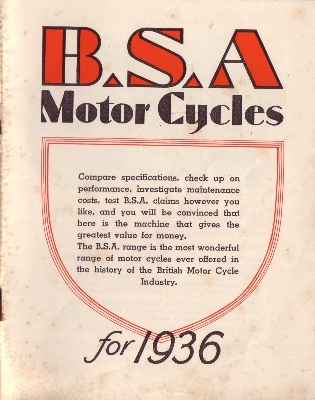 B.S.A
Motor Cycles
Compare specifications, check up on
performance, investigate maintenance
costs, test B.S.A. claims however you
like, and you will be convinced that
here is the machine that gives the
greatest value for money.
The B.S.A. range is the most wonderful
range of motor cycles ever offered in
the history of the British Motor Cycle
Industry.
for 1936